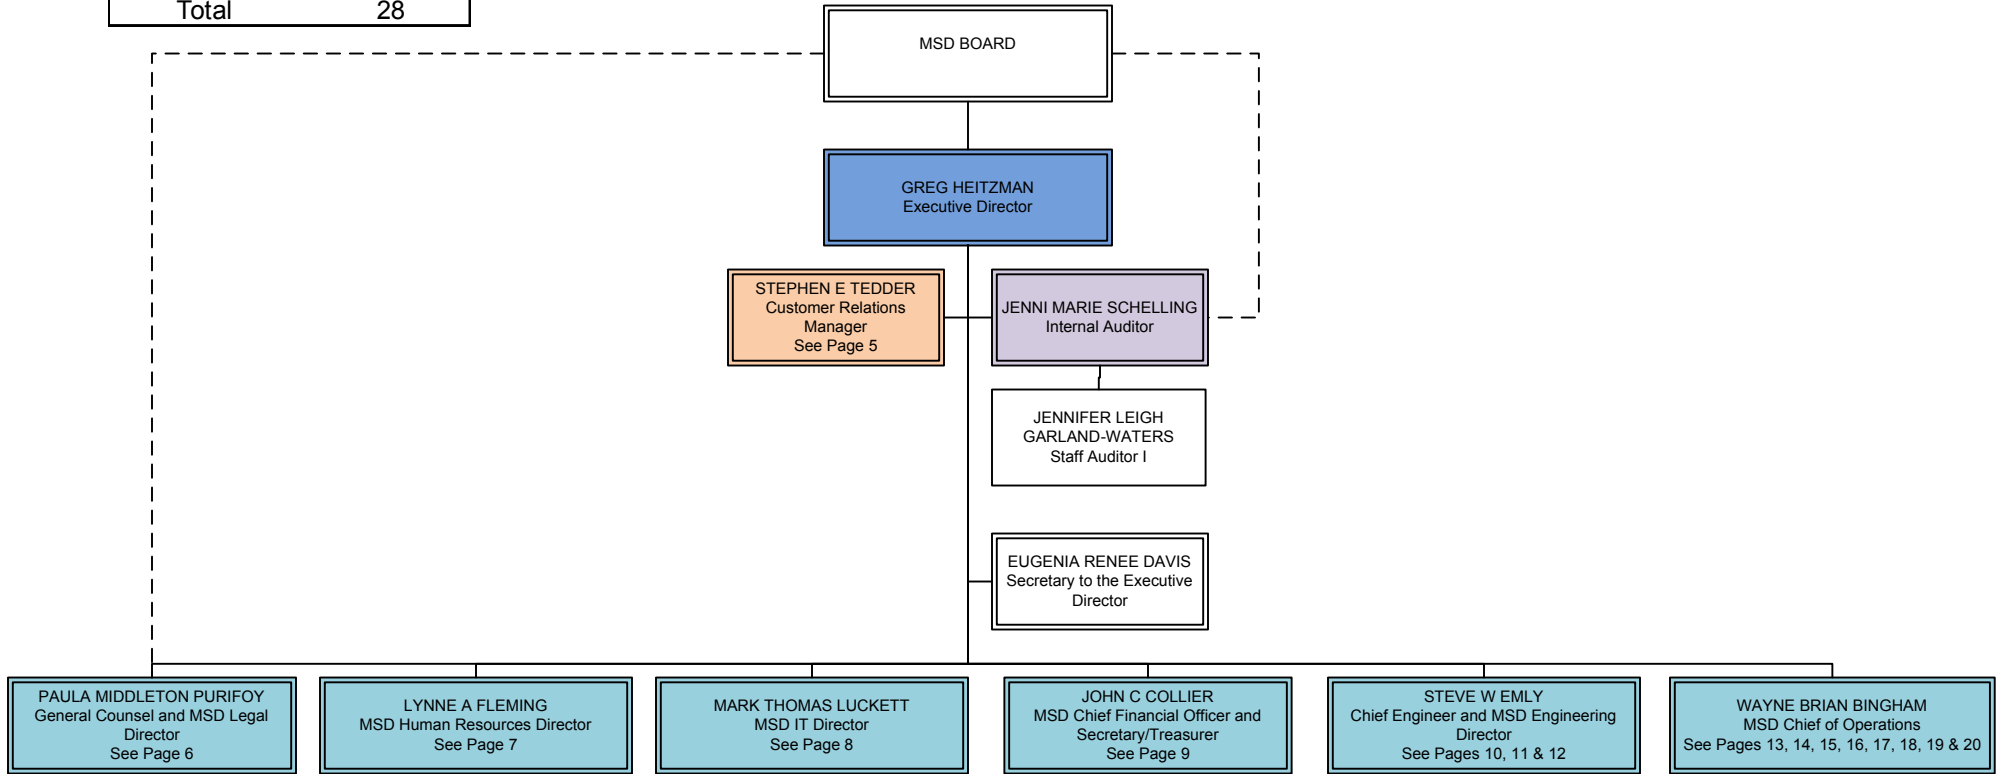 Total 28
MSD BOARD
GREG HEITZMAN
Executive Director
STEPHEN E TEDDER
Customer Relations
Manager
See Page 5
JENNI MARIE SCHELLING
Internal Auditor
JENNIFER LEIGH
GARLAND-WATERS
Staff Auditor I
EUGENIA RENEE DAVIS
Secretary to the Executive
Director
PAULA MIDDLETON PURIFOY
General Counsel and MSD Legal
Director
See Page 6
LYNNE A FLEMING
MSD Human Resources Director
See Page 7
MARK THOMAS LUCKETT
MSD IT Director
See Page 8
JOHN C COLLIER
MSD Chief Financial Officer and
Secretary/Treasurer
See Page 9
STEVE W EMLY
Chief Engineer and MSD Engineering
Director
See Pages 10, 11 & 12
WAYNE BRIAN BINGHAM
MSD Chief of Operations
See Pages 13, 14, 15, 16, 17, 18, 19 & 20